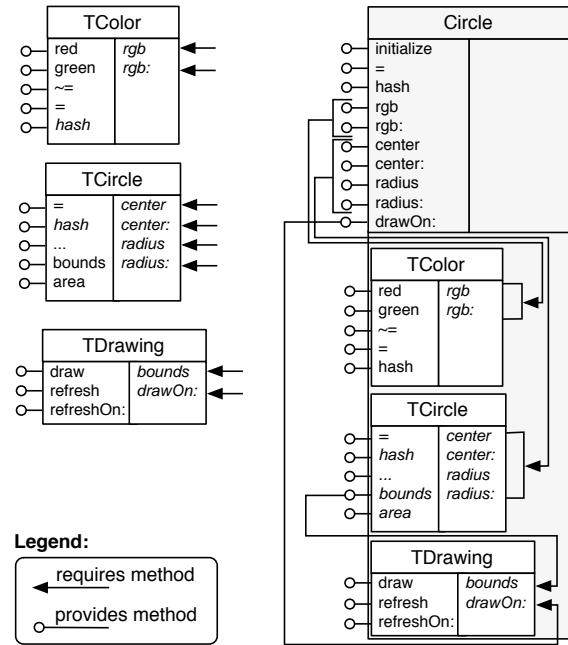 TColor
red rgb
green rgb:
~=
=
hash
TCircle
= center
hash center:
... radius
bounds radius:
area
TDrawing
draw bounds
refresh drawOn:
refreshOn:
Legend:
requires method
provides method
Circle
initialize
=
hash
rgb
rgb:
center
center:
radius
radius:
drawOn:
TColor
red rgb
green rgb:
~=
=
hash
TCircle
= center
hash center:
... radius
bounds radius:
area
TDrawing
draw bounds
refresh drawOn:
refreshOn: